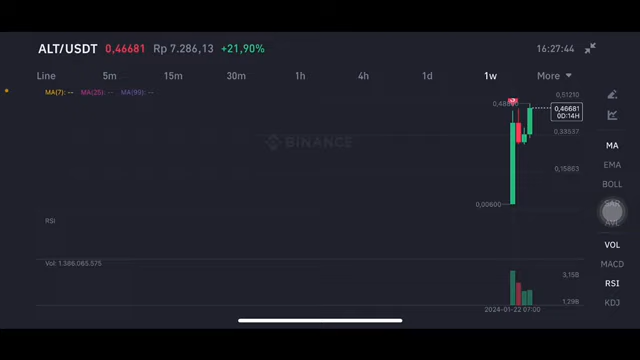 ALT/USDT 0,46681 Rp 7.286,13 +21,90% 16:27:44
Line 5m 15m 30m 1h 4h 1d 1w More
MA(7): -- MA(25): -- MA(99): --
0,51210
0,46681
0D:14H
0,33537
MA
BINANCE
EMA
0,15863
BOLL
0,00600
SAR
RSI
AVL
VOL
Vol: 1.386.065.575
MACD
3,15B
RSI
1,29B
KDJ
2024-01-22 07:00